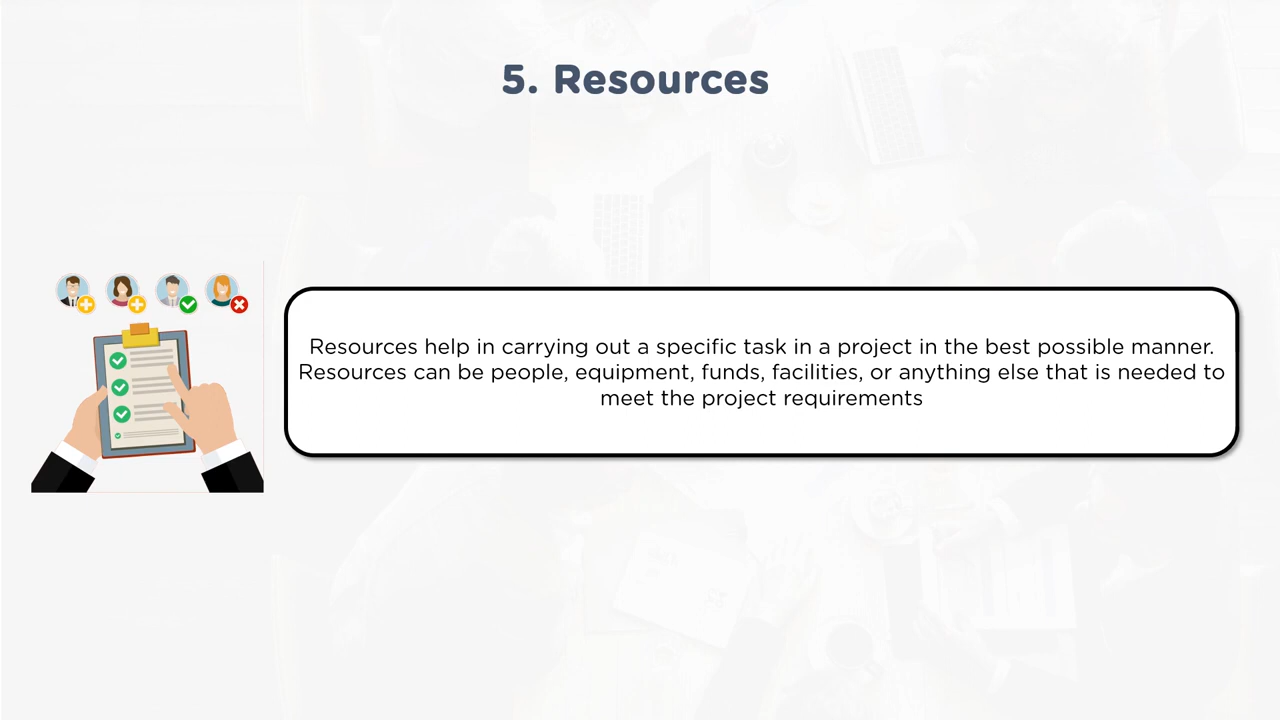 5. Resources
Resources help in carrying out a specific task in a project in the best possible manner.
Resources can be people, equipment, funds, facilities, or anything else that is needed to
meet the project requirements